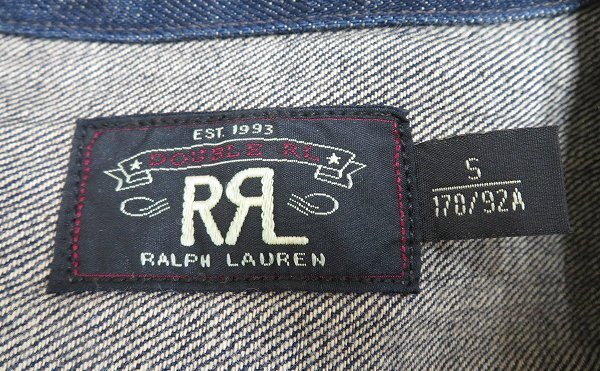 EST. 1993
DOUBLE RL
RRL
RALPH LAUREN
S
170/92A